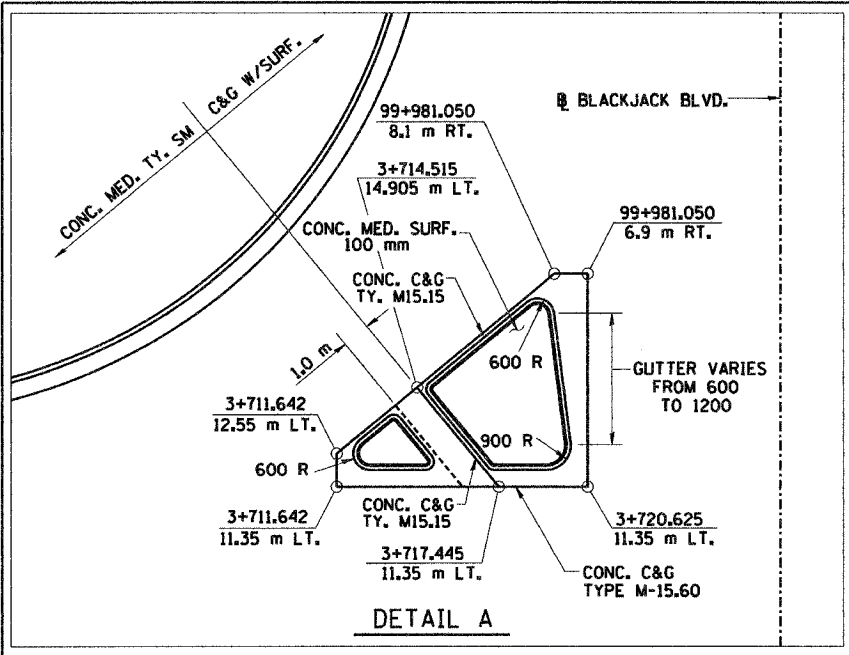 CONC. MED. TY. SM C&G W/SURF.
℄ BLACKJACK BLVD.
99+981.050
8.1 m RT.
3+714.515
14.905 m LT.
99+981.050
6.9 m RT.
CONC. MED. SURF.
100 mm
CONC. C&G
TY. M15.15
1.0 m
600 R
GUTTER VARIES
FROM 600
TO 1200
3+711.642
12.55 m LT.
900 R
600 R
CONC. C&G
TY. M15.15
3+711.642
11.35 m LT.
3+717.445
11.35 m LT.
3+720.625
11.35 m LT.
CONC. C&G
TYPE M-15.60
DETAIL A